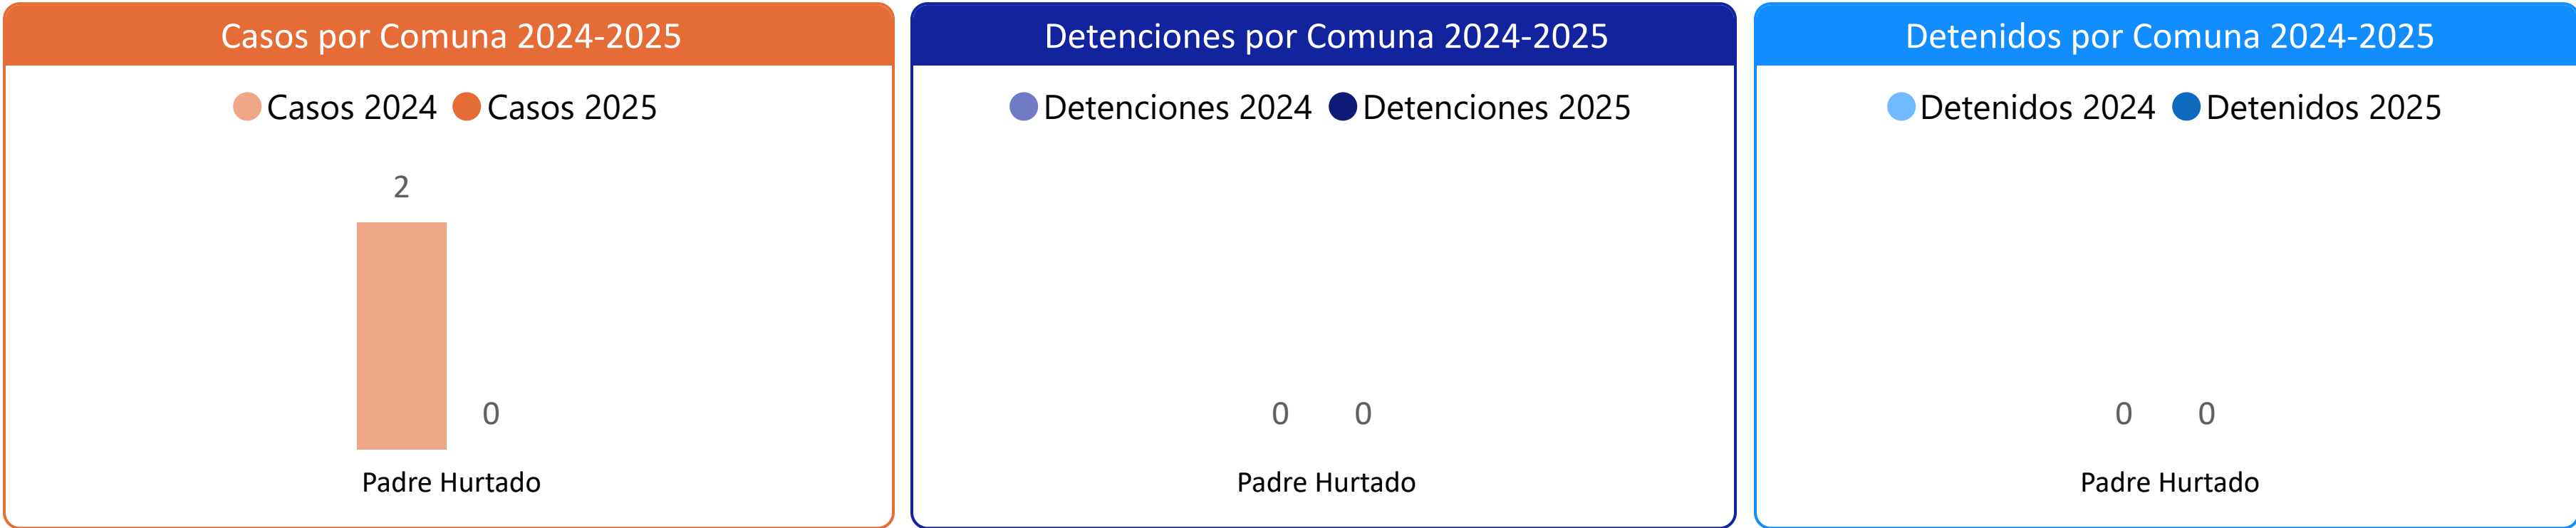 Casos por Comuna 2024-2025
Casos 2024 Casos 2025
2
0
Padre Hurtado
Detenciones por Comuna 2024-2025
Detenciones 2024 Detenciones 2025
0 0
Padre Hurtado
Detenidos por Comuna 2024-2025
Detenidos 2024 Detenidos 2025
0 0
Padre Hurtado